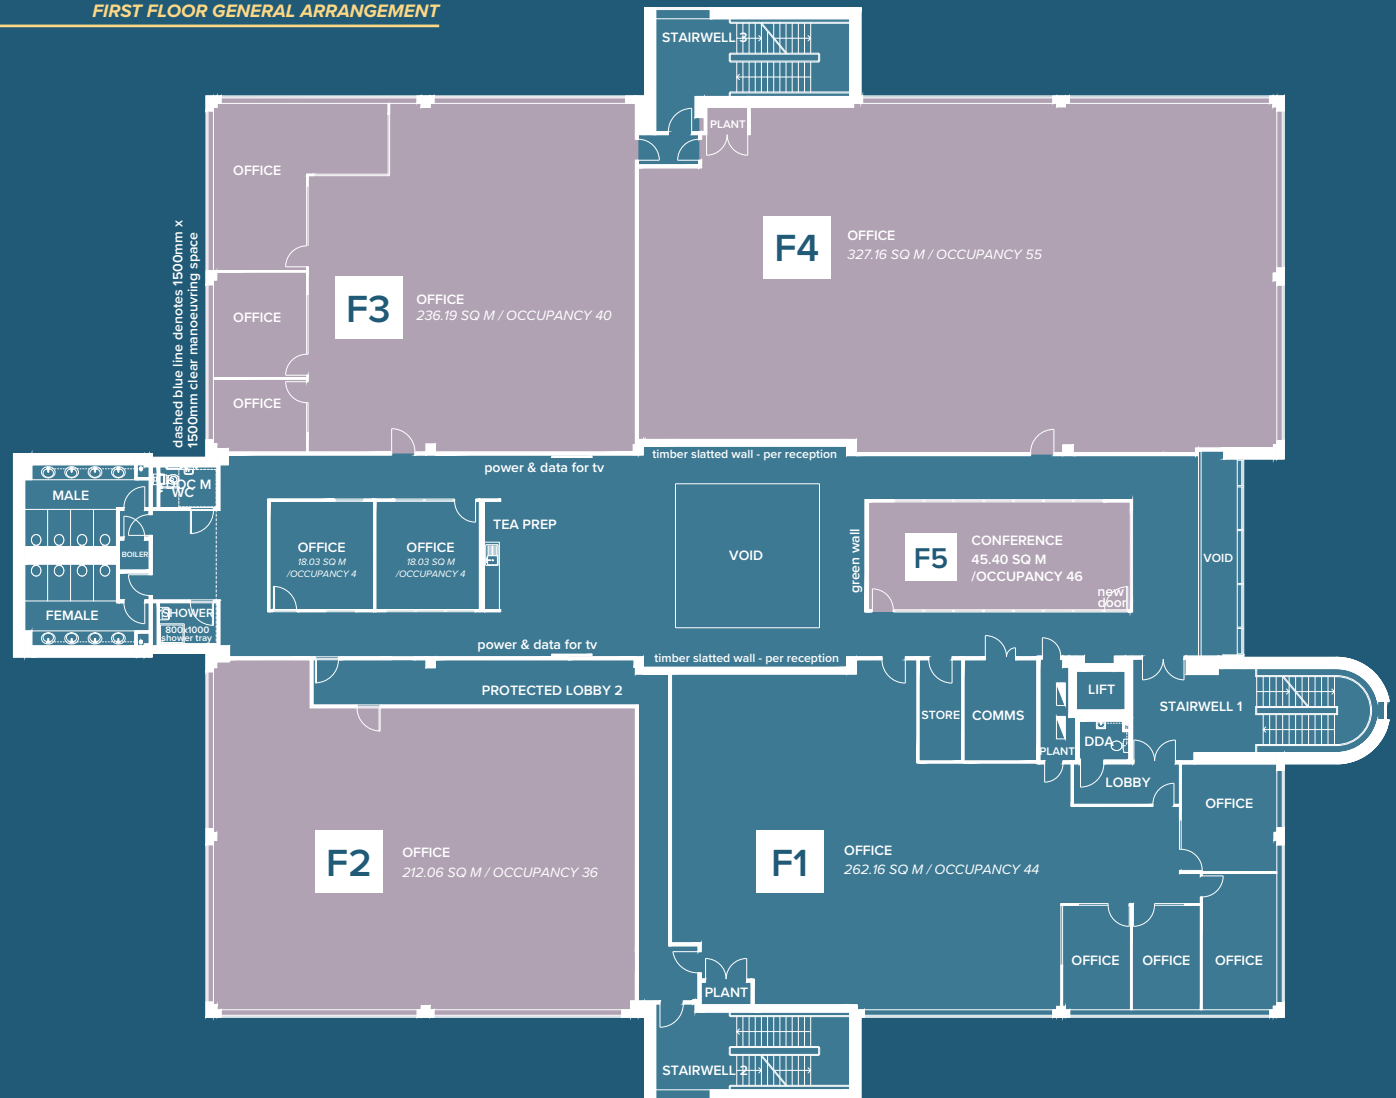 FIRST FLOOR GENERAL ARRANGEMENT
STAIRWELL 3
PLANT
OFFICE
F4
OFFICE
327.16 SQ M / OCCUPANCY 55
dashed blue line denotes 1500mm x
1500mm clear manoeuvring space
F3
OFFICE
236.19 SQ M / OCCUPANCY 40
OFFICE
OFFICE
power & data for tv
timber slatted wall - per reception
MALE
DOC M
WC
TEA PREP
OFFICE
18.03 SQ M
/OCCUPANCY 4
OFFICE
18.03 SQ M
/OCCUPANCY 4
VOID
green wall
F5
CONFERENCE
45.40 SQ M
/OCCUPANCY 46
new
door
VOID
BOILER
FEMALE
SHOWER
800x1000
shower tray
power & data for tv
timber slatted wall - per reception
PROTECTED LOBBY 2
STORE
COMMS
PLANT
LIFT
DDA
STAIRWELL 1
LOBBY
OFFICE
F2
OFFICE
212.06 SQ M / OCCUPANCY 36
F1
OFFICE
262.16 SQ M / OCCUPANCY 44
OFFICE
OFFICE
OFFICE
PLANT
STAIRWELL 2